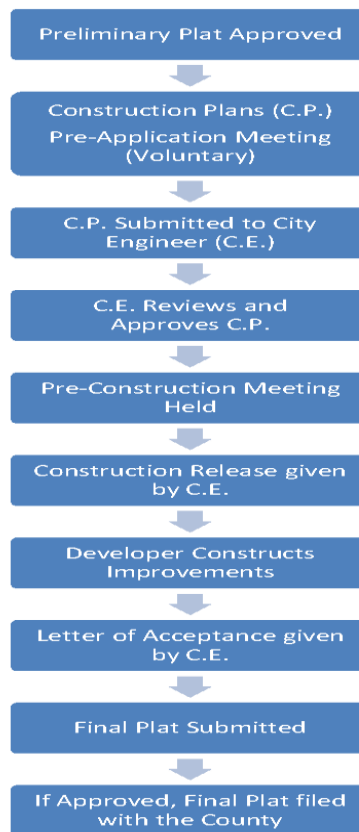 Preliminary Plat Approved
Construction Plans (C.P.)
Pre-Application Meeting
(Voluntary)
C.P. Submitted to City
Engineer (C.E.)
C.E. Reviews and
Approves C.P.
Pre-Construction Meeting
Held
Construction Release given
by C.E.
Developer Constructs
Improvements
Letter of Acceptance given
by C.E.
Final Plat Submitted
If Approved, Final Plat filed
with the County